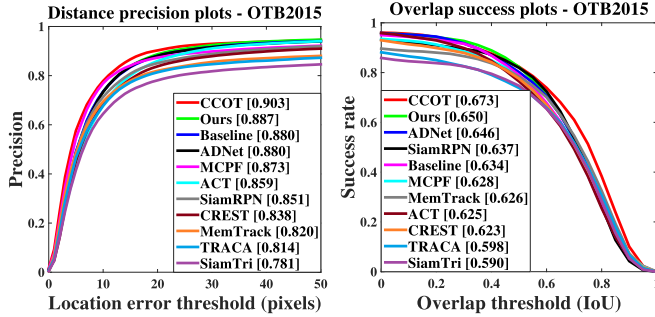 Distance precision plots - OTB2015
Precision
1
0.8
0.6
0.4
0.2
0
0
10
20
30
40
50
CCOT [0.903]
Ours [0.887]
Baseline [0.880]
ADNet [0.880]
MCPF [0.873]
ACT [0.859]
SiamRPN [0.851]
CREST [0.838]
MemTrack [0.820]
TRACA [0.814]
SiamTri [0.781]
Location error threshold (pixels)
Overlap success plots - OTB2015
Success rate
1
0.8
0.6
0.4
0.2
0
0
0.2
0.4
0.6
0.8
CCOT [0.673]
Ours [0.650]
ADNet [0.646]
SiamRPN [0.637]
Baseline [0.634]
MCPF [0.628]
MemTrack [0.626]
ACT [0.625]
CREST [0.623]
TRACA [0.598]
SiamTri [0.590]
Overlap threshold (IoU)